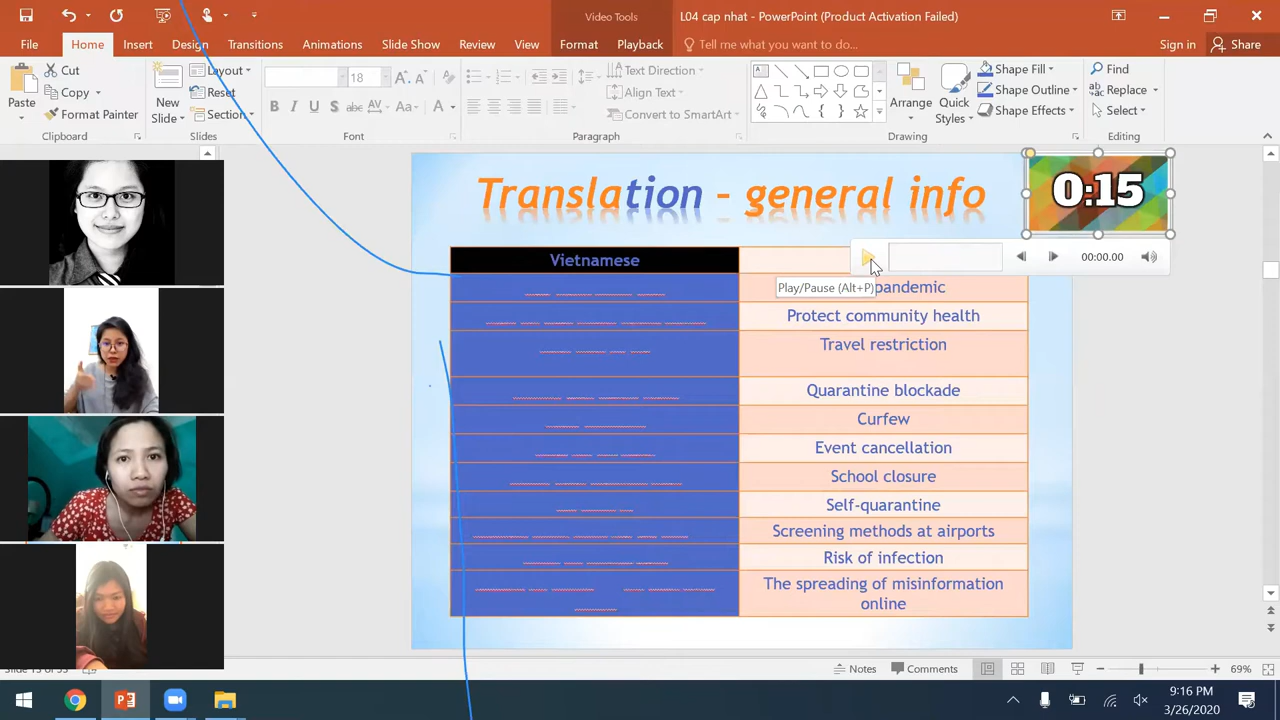 Video Tools
L04 cap nhat - PowerPoint (Product Activation Failed)
File
Home
Insert
Design
Transitions
Animations
Slide Show
Review
View
Format
Playback
Tell me what you want to do...
Sign in
Share
Paste
Cut
Copy
Format Painter
Clipboard
New
Slide
Layout
Reset
Section
Slides
18
B I U S abc AV Aa A
Font
Text Direction
Align Text
Convert to SmartArt
Paragraph
Arrange
Quick
Styles
Shape Fill
Shape Outline
Shape Effects
Drawing
Find
Replace
Select
Editing
Translation - general info
0:15
Vietnamese
00:00.00
Play/Pause (Alt+P)
pandemic
Protect community health
Travel restriction
Quarantine blockade
Curfew
Event cancellation
School closure
Self-quarantine
Screening methods at airports
Risk of infection
The spreading of misinformation
online
Notes
Comments
69%
9:16 PM
3/26/2020